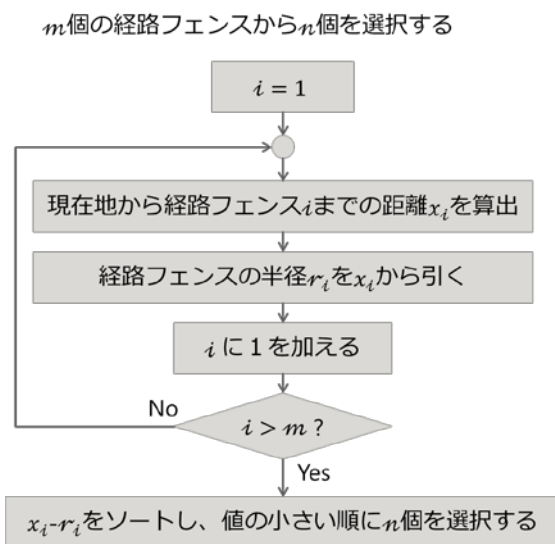 m個の経路フェンスからn個を選択する
i = 1
現在地から経路フェンスiまでの距離xᵢを算出
経路フェンスの半径rᵢをxᵢから引く
i に 1 を加える
No
i > m ?
Yes
xᵢ-rᵢをソートし、値の小さい順にn個を選択する